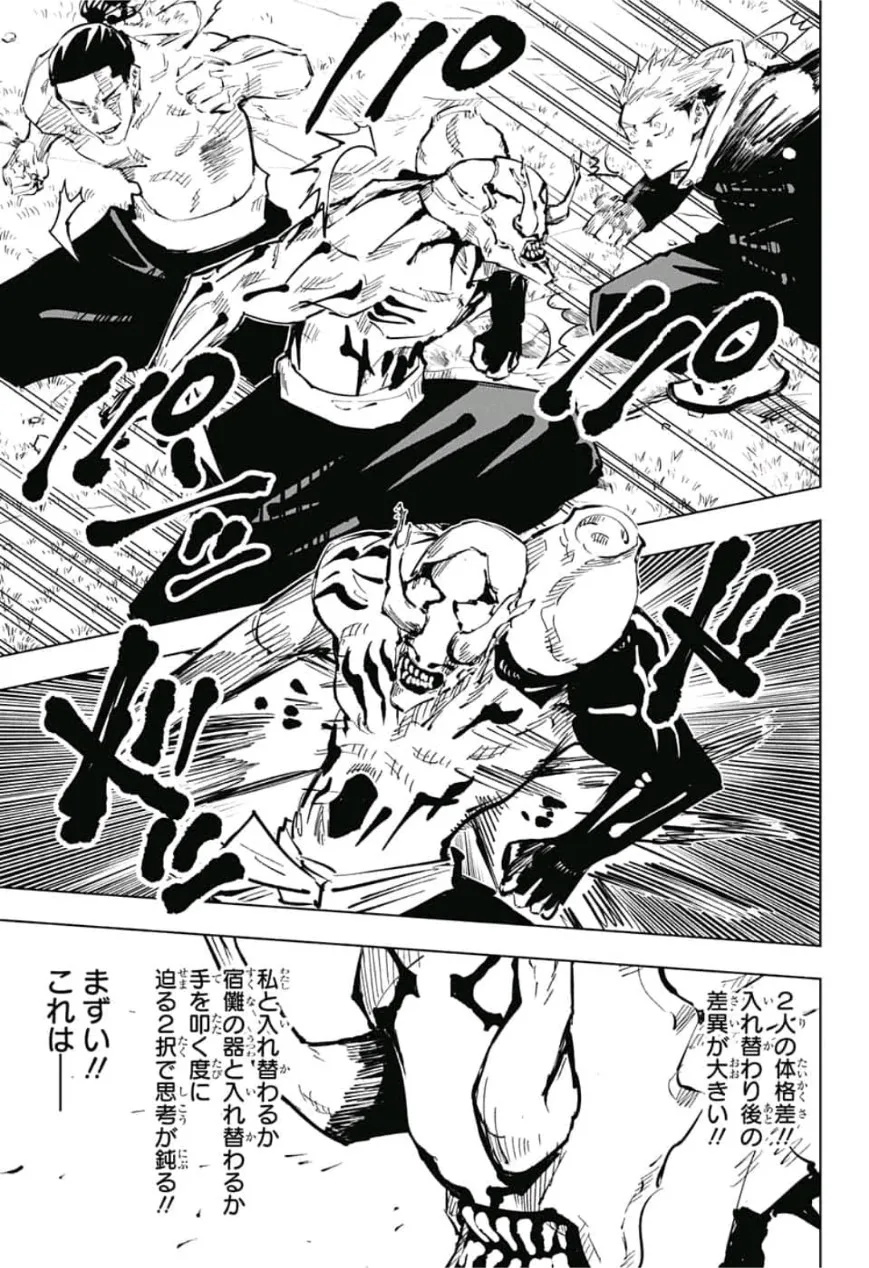 パ
パ
パ
2人の体格差!!
入れ替わり後の
差異が大きい!!
私と入れ替わるか
宿儺の器と入れ替わるか
手を叩く度に
迫る2択で思考が鈍る!!
まずい!!
これは——